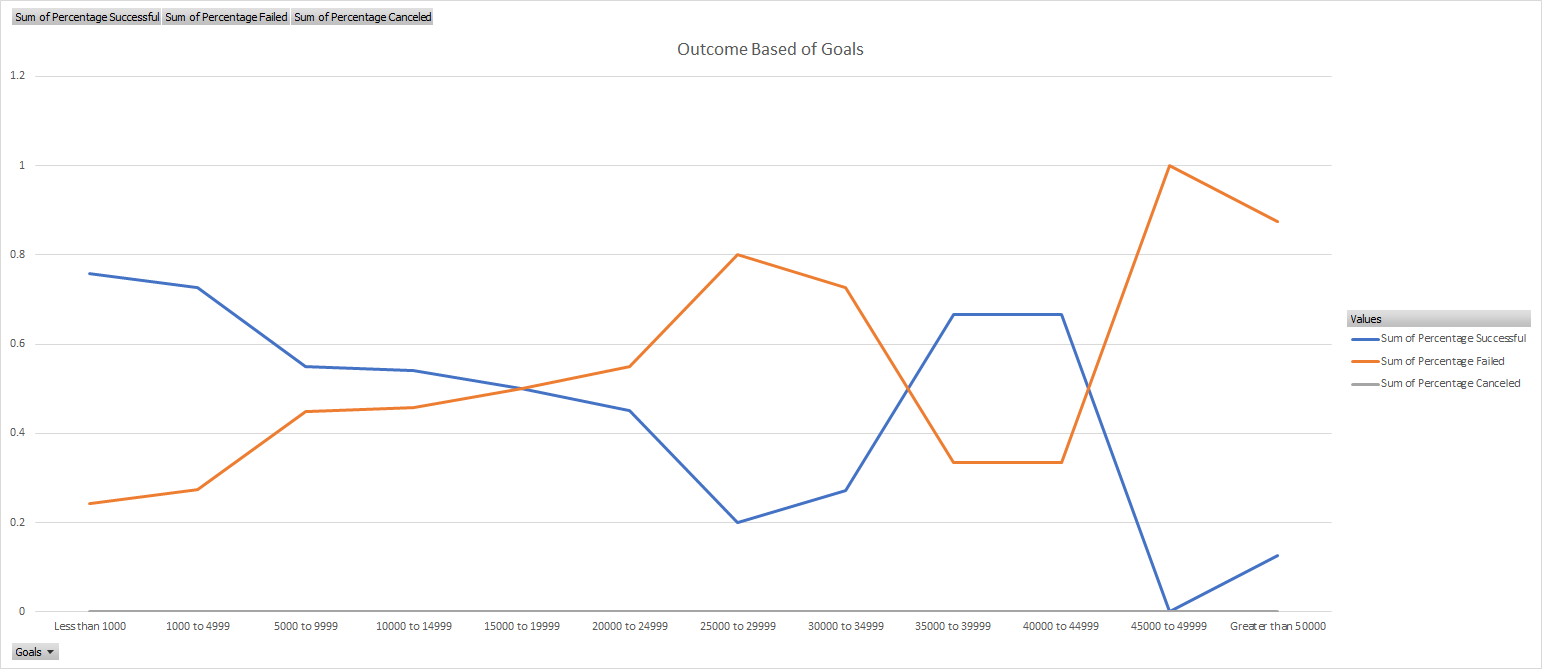 Sum of Percentage Successful Sum of Percentage Failed Sum of Percentage Canceled
Outcome Based of Goals
1.2
1
0.8
0.6
0.4
0.2
0
Less than 1000 1000 to 4999 5000 to 9999 10000 to 14999 15000 to 19999 20000 to 24999 25000 to 29999 30000 to 34999 35000 to 39999 40000 to 44999 45000 to 49999 Greater than 50000
Values
Sum of Percentage Successful
Sum of Percentage Failed
Sum of Percentage Canceled
Goals